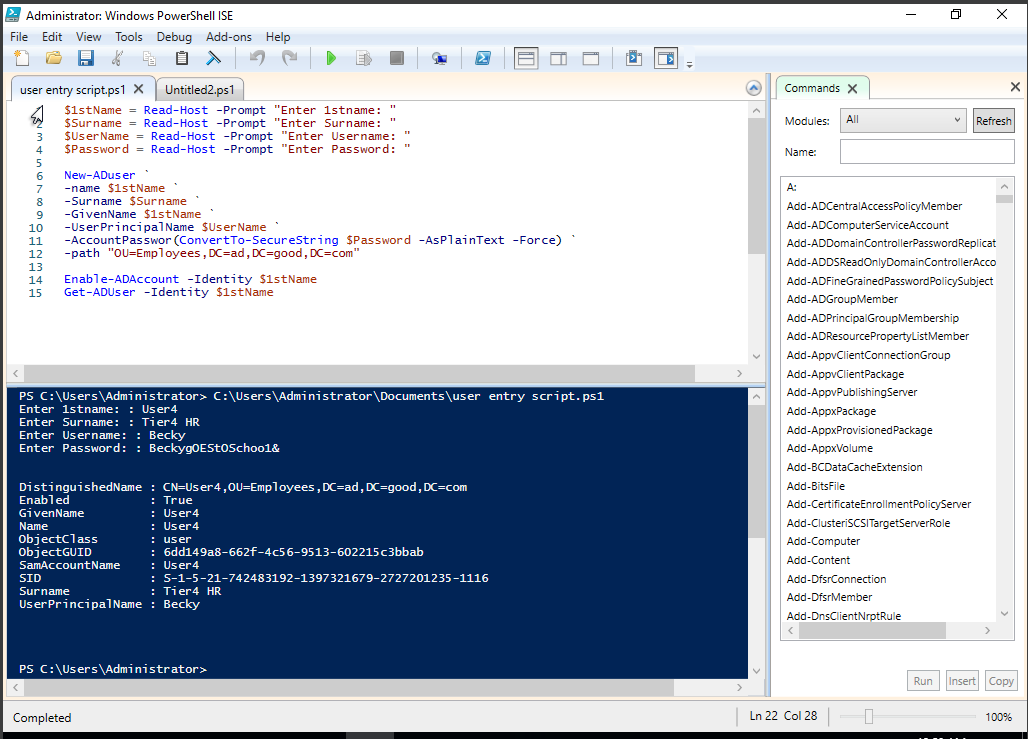 Administrator: Windows PowerShell ISE
File Edit View Tools Debug Add-ons Help
user entry script.ps1 Untitled2.ps1
$1stName = Read-Host -Prompt "Enter 1stname: "
2 $Surname = Read-Host -Prompt "Enter Surname: "
3 $UserName = Read-Host -Prompt "Enter Username: "
4 $Password = Read-Host -Prompt "Enter Password: "
5
6 New-ADuser `
7 -name $1stName `
8 -Surname $Surname `
9 -GivenName $1stName `
10 -UserPrincipalName $UserName `
11 -AccountPasswor(ConvertTo-SecureString $Password -AsPlainText -Force) `
12 -path "OU=Employees,DC=ad,DC=good,DC=com"
13
14 Enable-ADAccount -Identity $1stName
15 Get-ADUser -Identity $1stName
PS C:\Users\Administrator> C:\Users\Administrator\Documents\user entry script.ps1
Enter 1stname: : User4
Enter Surname: : Tier4 HR
Enter Username: : Becky
Enter Password: : BeckygOEStOSchoo1&
DistinguishedName : CN=User4,OU=Employees,DC=ad,DC=good,DC=com
Enabled : True
GivenName : User4
Name : User4
ObjectClass : user
ObjectGUID : 6dd149a8-662f-4c56-9513-602215c3bbab
SamAccountName : User4
SID : S-1-5-21-742483192-1397321679-2727201235-1116
Surname : Tier4 HR
UserPrincipalName : Becky
PS C:\Users\Administrator>
Commands
Modules: All Refresh
Name:
A:
Add-ADCentralAccessPolicyMember
Add-ADComputerServiceAccount
Add-ADDomainControllerPasswordReplicat
Add-ADDSReadOnlyDomainControllerAcco
Add-ADFineGrainedPasswordPolicySubject
Add-ADGroupMember
Add-ADPrincipalGroupMembership
Add-ADResourcePropertyListMember
Add-AppvClientConnectionGroup
Add-AppvClientPackage
Add-AppvPublishingServer
Add-AppxPackage
Add-AppxProvisionedPackage
Add-AppxVolume
Add-BCDataCacheExtension
Add-BitsFile
Add-CertificateEnrollmentPolicyServer
Add-ClusteriSCSITargetServerRole
Add-Computer
Add-Content
Add-DfsrConnection
Add-DfsrMember
Add-DnsClientNrptRule
Run Insert Copy
Completed
Ln 22 Col 28 100%